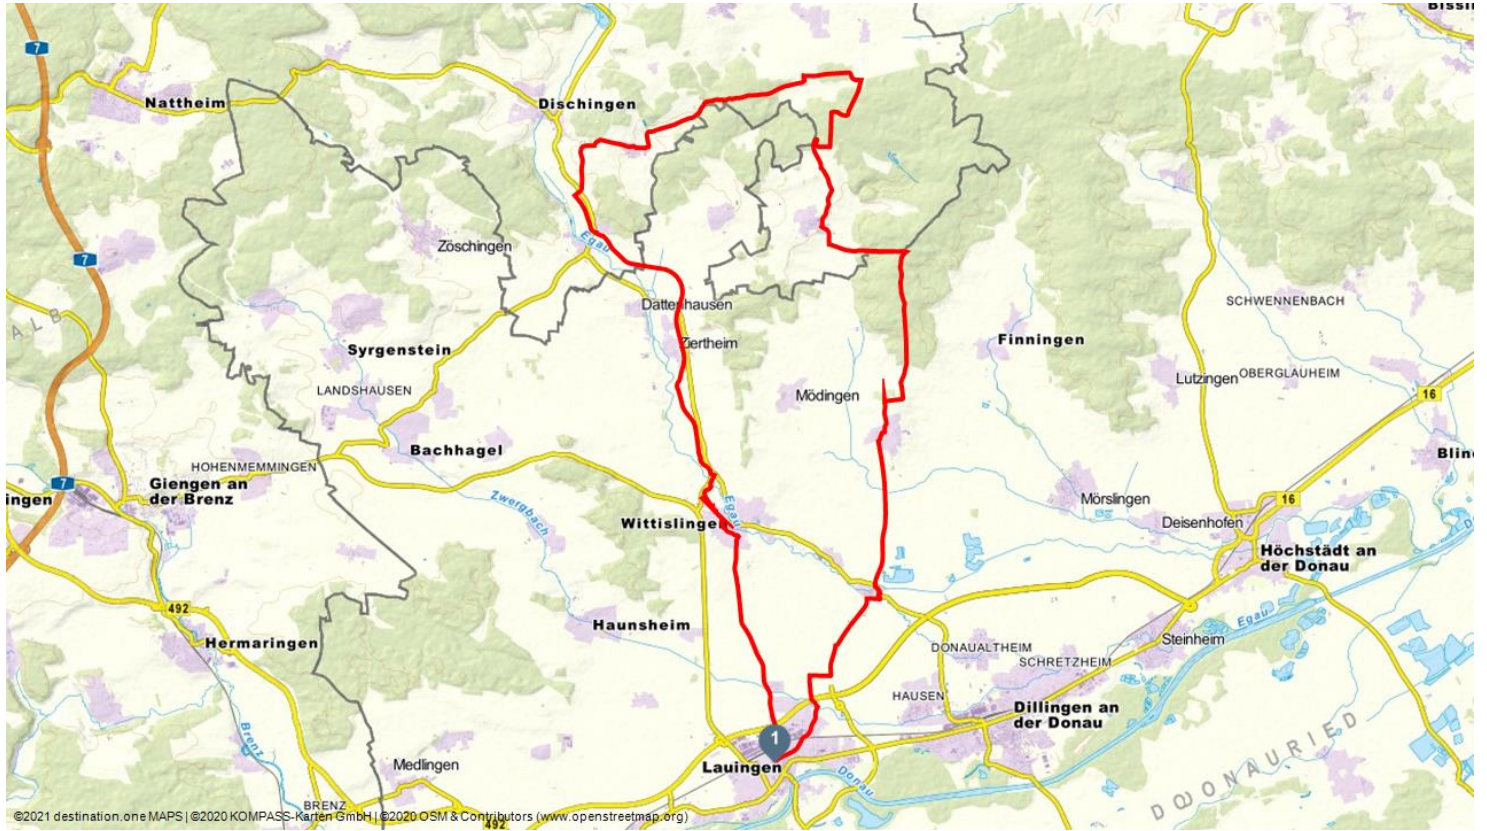 Bissin
7
Nattheim
Dischingen
Egau
Zöschingen
7
ALB
Dattenhausen
SCHWENNENBACH
Ziertheim
Finningen
Syrgenstein
LANDSHAUSEN
Lutzingen
OBERGLAUHEIM
Mödingen
16
Bachhagel
HOHENMEMMINGEN
Giengen an
der Brenz
7
ingen
Blin
Mörslingen
16
Zwergbach
Egau
Wittislingen
Deisenhofen
Höchstädt an
der Donau
492
Hermaringen
Haunsheim
DONAUALTHEIM
SCHRETZHEIM
Steinheim
Egau
HAUSEN
Dillingen an
der Donau
Brenz
1
Medlingen
Lauingen
Donau
DONAURIED
BRENZ
492
©2021 destination.one MAPS | ©2020 KOMPASS-Karten GmbH | ©2020 OSM & Contributors (www.openstreetmap.org)